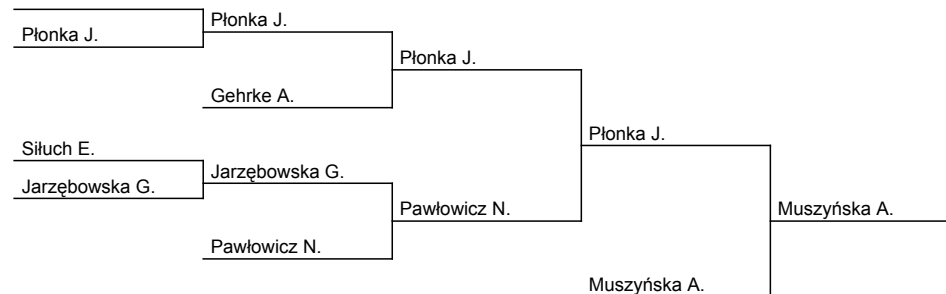 Płonka J.
Płonka J.
Płonka J.
Gehrke A.
Płonka J.
Siłuch E.
Jarzębowska G.
Jarzębowska G.
Pawłowicz N.
Muszyńska A.
Pawłowicz N.
Muszyńska A.